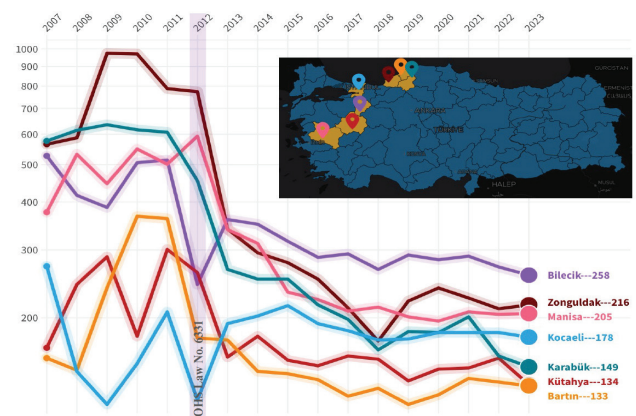 2007 2008 2009 2010 2011 2012 2013 2014 2015 2016 2017 2018 2019 2020 2021 2022 2023
1000
900
800
700
600
500
400
300
200
HALEP
Bilecik---258
Zonguldak---216
Manisa---205
Kocaeli---178
Karabük---149
Kütahya---134
Bartın---133
Law No. 6331